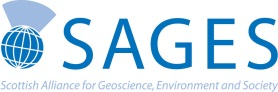 SAGES
Scottish Alliance for Geoscience, Environment and Society